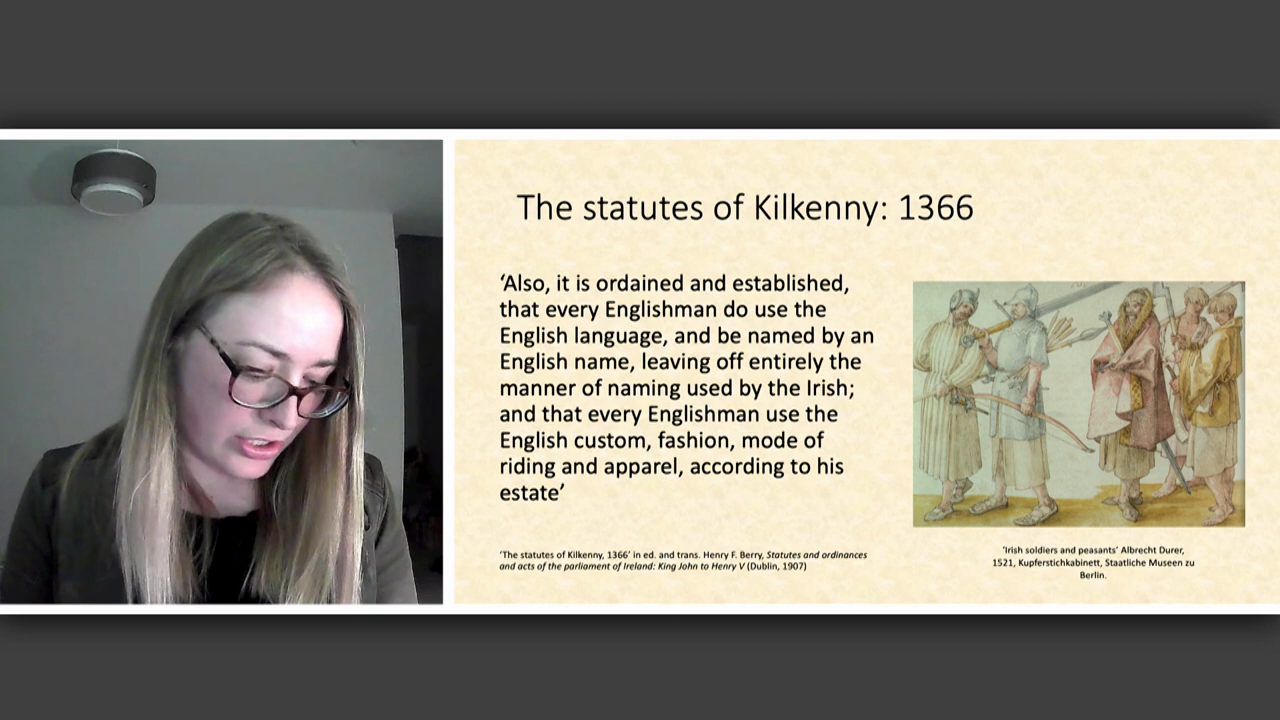 The statutes of Kilkenny: 1366
‘Also, it is ordained and established,
that every Englishman do use the
English language, and be named by an
English name, leaving off entirely the
manner of naming used by the Irish;
and that every Englishman use the
English custom, fashion, mode of
riding and apparel, according to his
estate’
‘The statutes of Kilkenny, 1366’ in ed. and trans. Henry F. Berry, Statutes and ordinances
and acts of the parliament of Ireland: King John to Henry V (Dublin, 1907)
‘Irish soldiers and peasants’ Albrecht Durer,
1521, Kupferstichkabinett, Staatliche Museen zu
Berlin.